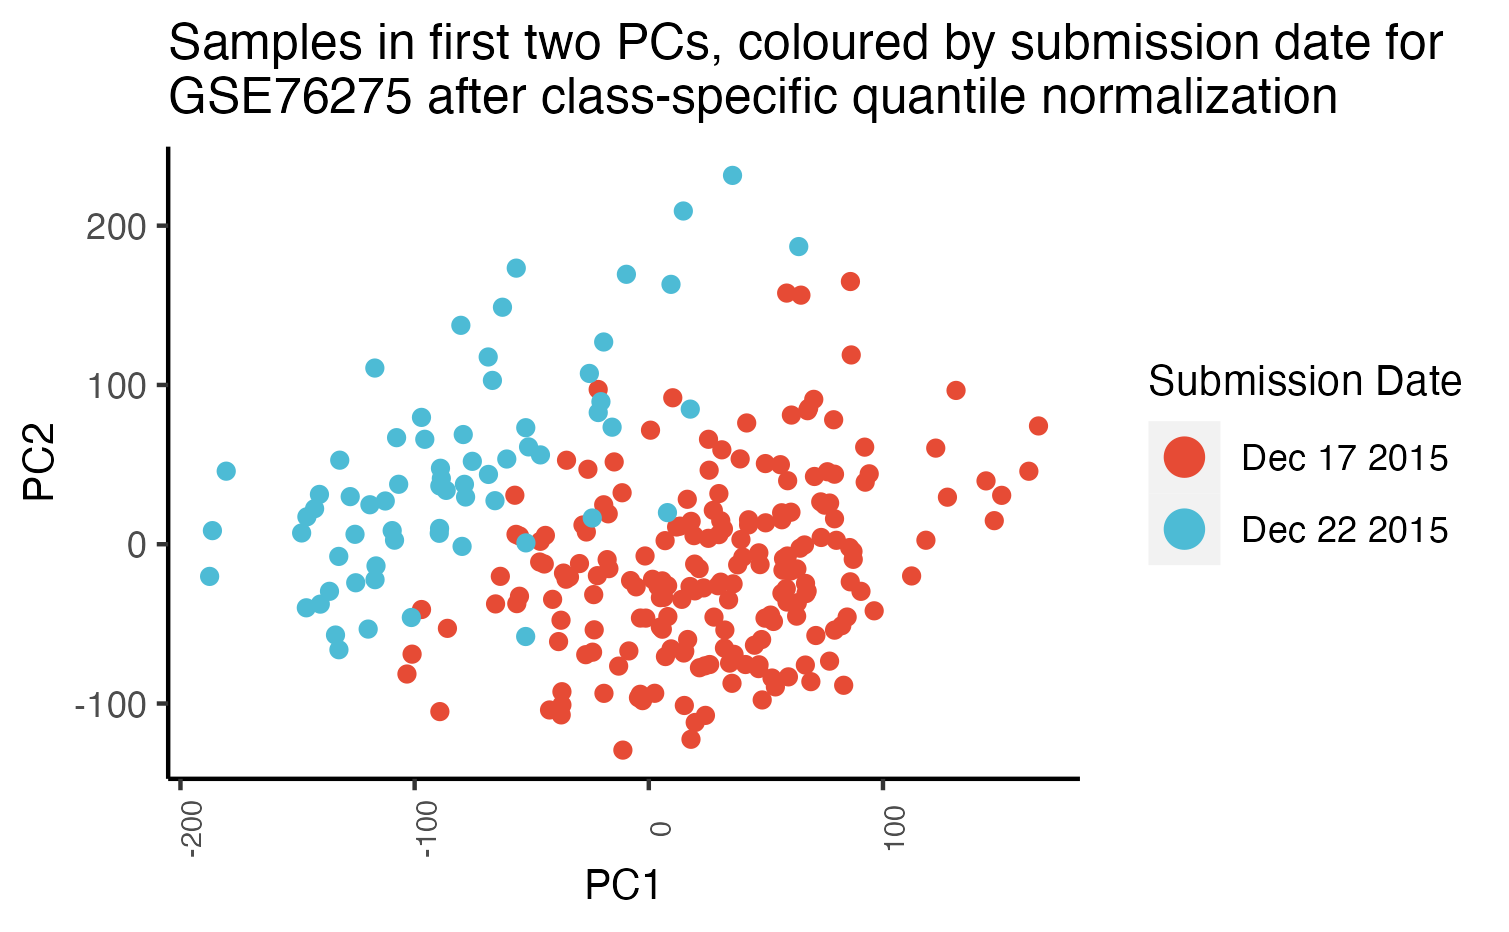 Samples in first two PCs, coloured by submission date for
GSE76275 after class-specific quantile normalization
200
100
0
-100
PC2
-200
-100
0
100
PC1
Submission Date
Dec 17 2015
Dec 22 2015